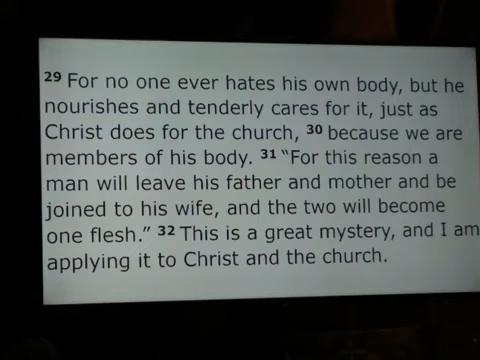 29 For no one ever hates his own body, but he
nourishes and tenderly cares for it, just as
Christ does for the church, 30 because we are
members of his body. 31 “For this reason a
man will leave his father and mother and be
joined to his wife, and the two will become
one flesh.” 32 This is a great mystery, and I am
applying it to Christ and the church.